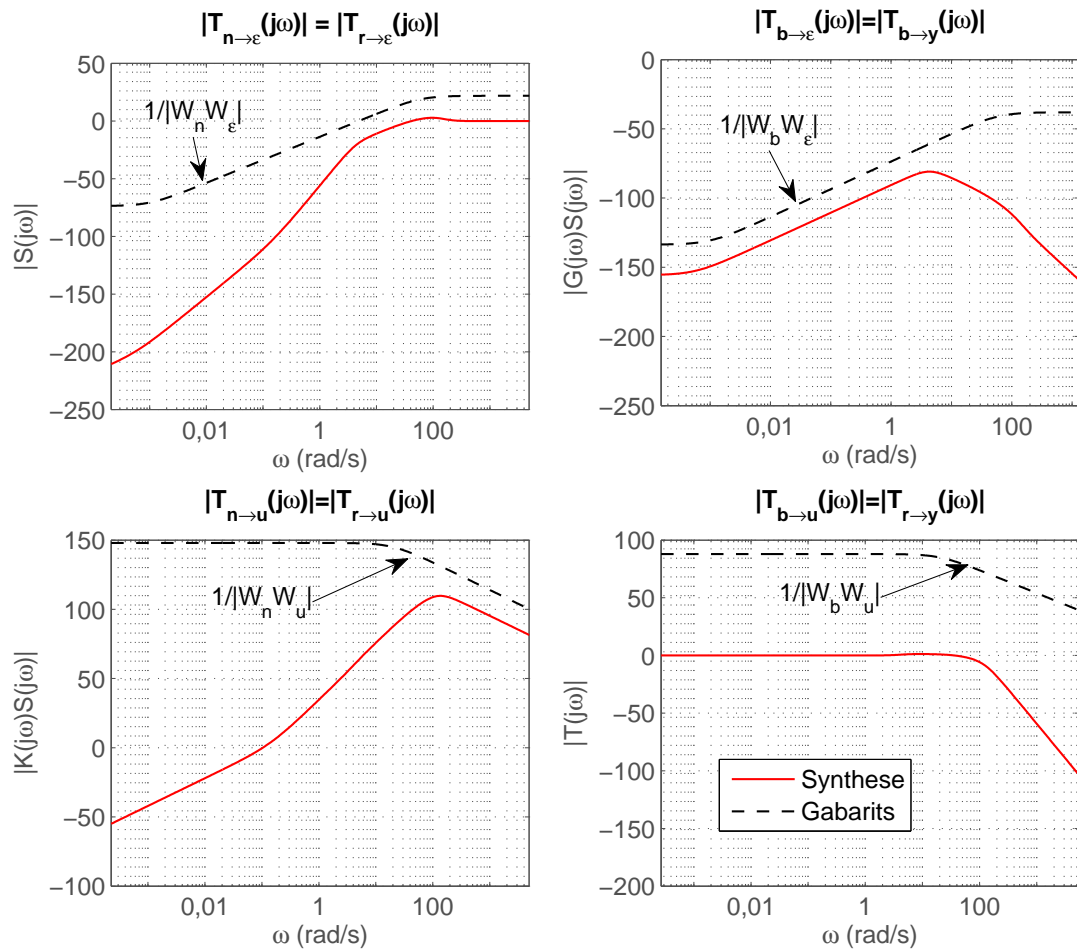 |T_{n→ε}(jω)| = |T_{r→ε}(jω)|
50
0
−50
−100
−150
−200
−250
|S(jω)|
1/|W_n W_ε|
0,01
1
100
ω (rad/s)
|T_{b→ε}(jω)|=|T_{b→y}(jω)|
0
−50
−100
−150
−200
−250
|G(jω)S(jω)|
1/|W_b W_ε|
0,01
1
100
ω (rad/s)
|T_{n→u}(jω)|=|T_{r→u}(jω)|
150
100
50
0
−50
−100
|K(jω)S(jω)|
1/|W_n W_u|
0,01
1
100
ω (rad/s)
|T_{b→u}(jω)|=|T_{r→y}(jω)|
100
50
0
−50
−100
−150
−200
|T(jω)|
1/|W_b W_u|
Synthese
Gabarits
0,01
1
100
ω (rad/s)